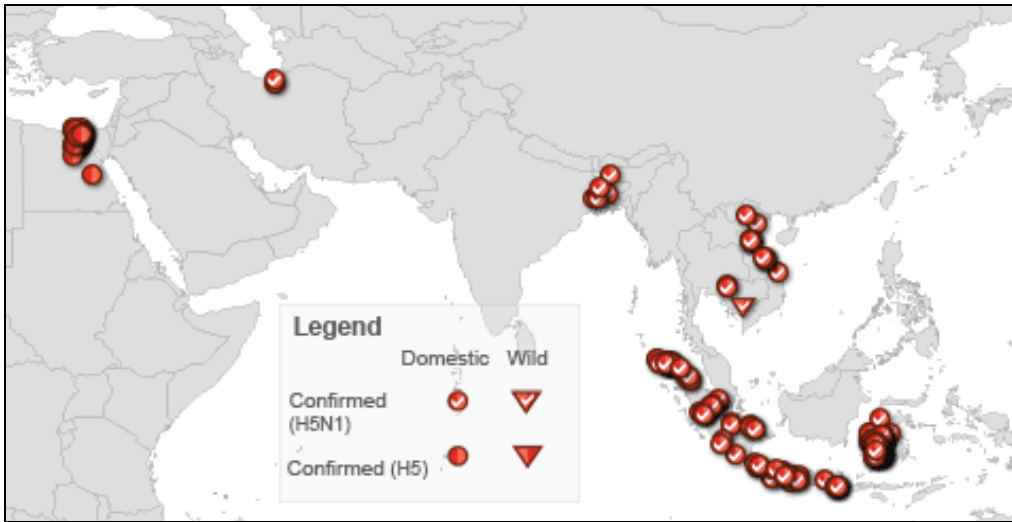 Legend
Domestic Wild
Confirmed
(H5N1)
Confirmed (H5)